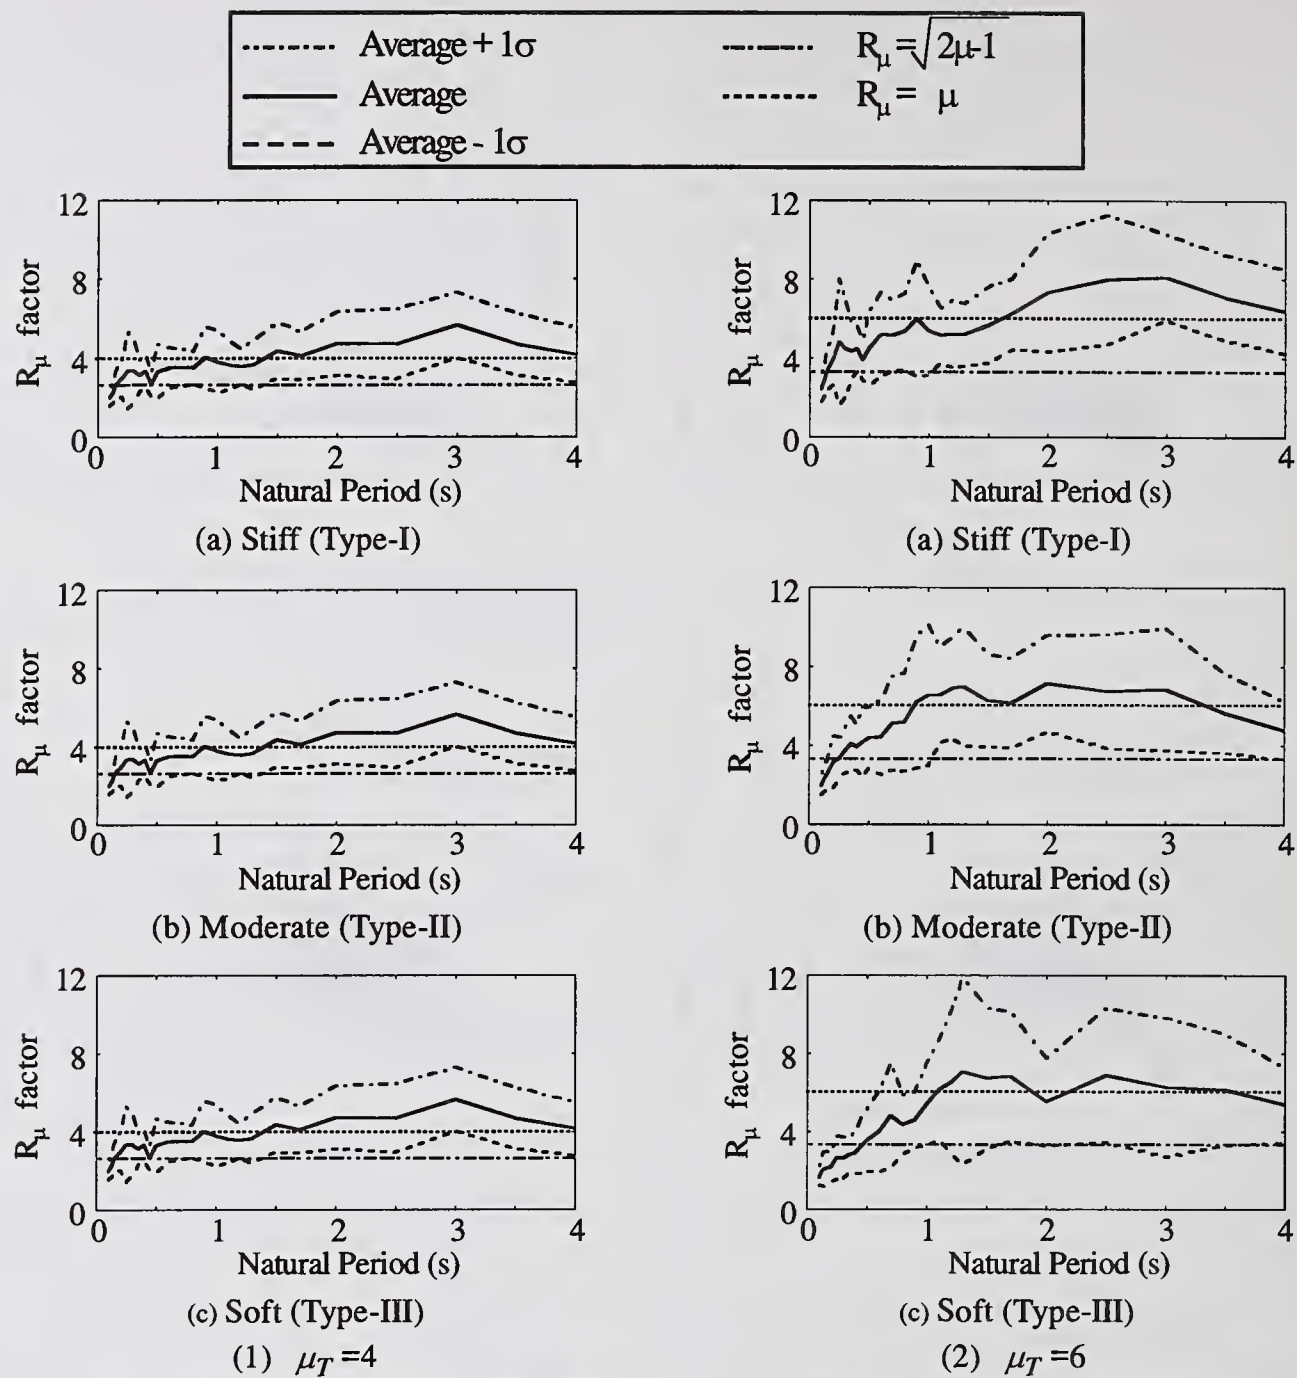 Average + 1σ
Average
Average - 1σ
R_μ = √2μ-1
R_μ = μ
12
8
4
0
0 1 2 3 4
R_μ factor
Natural Period (s)
(a) Stiff (Type-I)
12
8
4
0
0 1 2 3 4
R_μ factor
Natural Period (s)
(a) Stiff (Type-I)
12
8
4
0
0 1 2 3 4
R_μ factor
Natural Period (s)
(b) Moderate (Type-II)
12
8
4
0
0 1 2 3 4
R_μ factor
Natural Period (s)
(b) Moderate (Type-II)
12
8
4
0
0 1 2 3 4
R_μ factor
Natural Period (s)
(c) Soft (Type-III)
(1) μ_T =4
12
8
4
0
0 1 2 3 4
R_μ factor
Natural Period (s)
(c) Soft (Type-III)
(2) μ_T =6